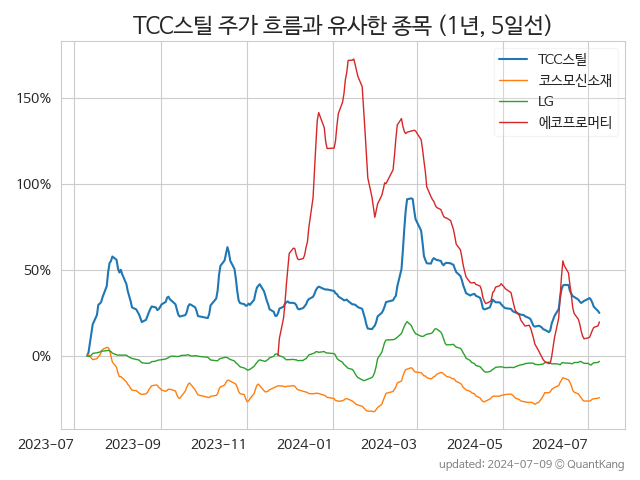 TCC스틸 주가 흐름과 유사한 종목 (1년, 5일선)
TCC스틸
코스모신소재
LG
에코프로머티
150%
100%
50%
0%
2023-07 2023-09 2023-11 2024-01 2024-03 2024-05 2024-07
updated: 2024-07-09 © QuantKang